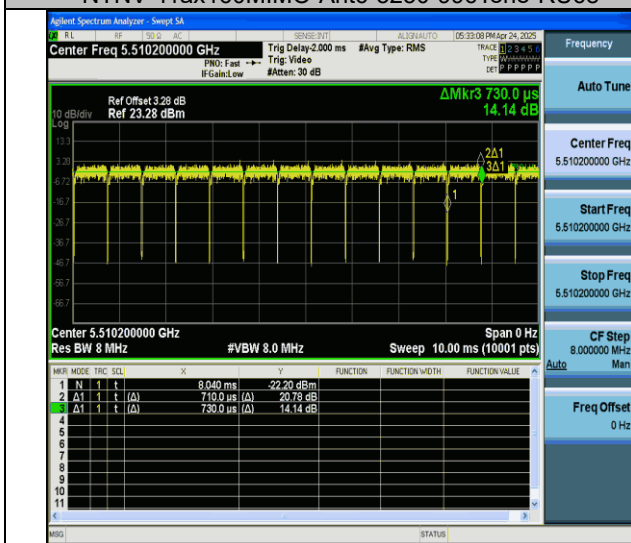 Agilent Spectrum Analyzer - Swept SA
RL RF 50 Ω AC SENSE:INT ALIGNAUTO 05:33:08 PM Apr 24, 2025
Center Freq 5.510200000 GHz
PNO: Fast
IFGain:Low
Trig Delay-2.000 ms
Trig: Video
#Atten: 30 dB
#Avg Type: RMS
TRACE 1 2 3 4 5 6
TYPE
DET P P P P P P
Ref Offset 3.28 dB
10 dB/div Ref 23.28 dBm
Log
ΔMkr3 730.0 µs
14.14 dB
13.3
3.28
-6.72
-16.7
-26.7
-36.7
-46.7
-56.7
-66.7
2Δ1
3Δ1
1
Center 5.510200000 GHz Span 0 Hz
Res BW 8 MHz #VBW 8.0 MHz Sweep 10.00 ms (10001 pts)
MKR MODE TRC SCL X Y FUNCTION FUNCTION WIDTH FUNCTION VALUE
1 N 1 t 8.040 ms -22.20 dBm
2 Δ1 1 t (Δ) 710.0 µs (Δ) 20.78 dB
3 Δ1 1 t (Δ) 730.0 µs (Δ) 14.14 dB
4
5
6
7
8
9
10
11
MSG STATUS
Frequency
Auto Tune
Center Freq
5.510200000 GHz
Start Freq
5.510200000 GHz
Stop Freq
5.510200000 GHz
CF Step
8.000000 MHz
Auto Man
Freq Offset
0 Hz